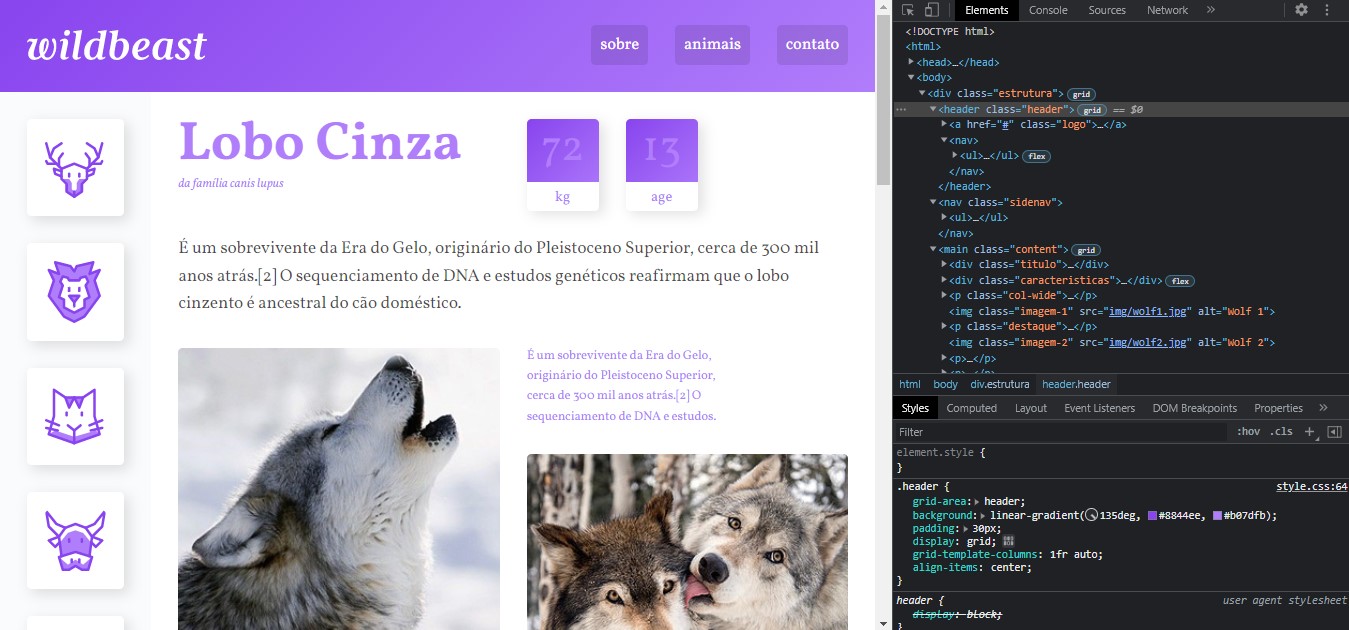 wildbeast
sobre
animais
contato
Lobo Cinza
da família canis lupus
72
kg
13
age
É um sobrevivente da Era do Gelo, originário do Pleistoceno Superior, cerca de 300 mil
anos atrás.[2] O sequenciamento de DNA e estudos genéticos reafirmam que o lobo
cinzento é ancestral do cão doméstico.
É um sobrevivente da Era do Gelo,
originário do Pleistoceno Superior,
cerca de 300 mil anos atrás.[2] O
sequenciamento de DNA e estudos.
Elements Console Sources Network »
<!DOCTYPE html>
<html>
<head>…</head>
<body>
<div class="estrutura"> grid
<header class="header"> grid == $0
<a href="#" class="logo">…</a>
<nav>
<ul>…</ul> flex
</nav>
</header>
<nav class="sidenav">
<ul>…</ul>
</nav>
<main class="content"> grid
<div class="titulo">…</div>
<div class="caracteristicas">…</div> flex
<p class="col-wide">…</p>
<img class="imagem-1" src="img/wolf1.jpg" alt="Wolf 1">
<p class="destaque">…</p>
<img class="imagem-2" src="img/wolf2.jpg" alt="Wolf 2">
<p>…</p>
html body div.estrutura header.header
Styles Computed Layout Event Listeners DOM Breakpoints Properties »
Filter :hov .cls +
element.style {
}
.header { style.css:64
grid-area: header;
background: linear-gradient(135deg, #8844ee, #b07dfb);
padding: 30px;
display: grid;
grid-template-columns: 1fr auto;
align-items: center;
}
header { user agent stylesheet
display: block;
}